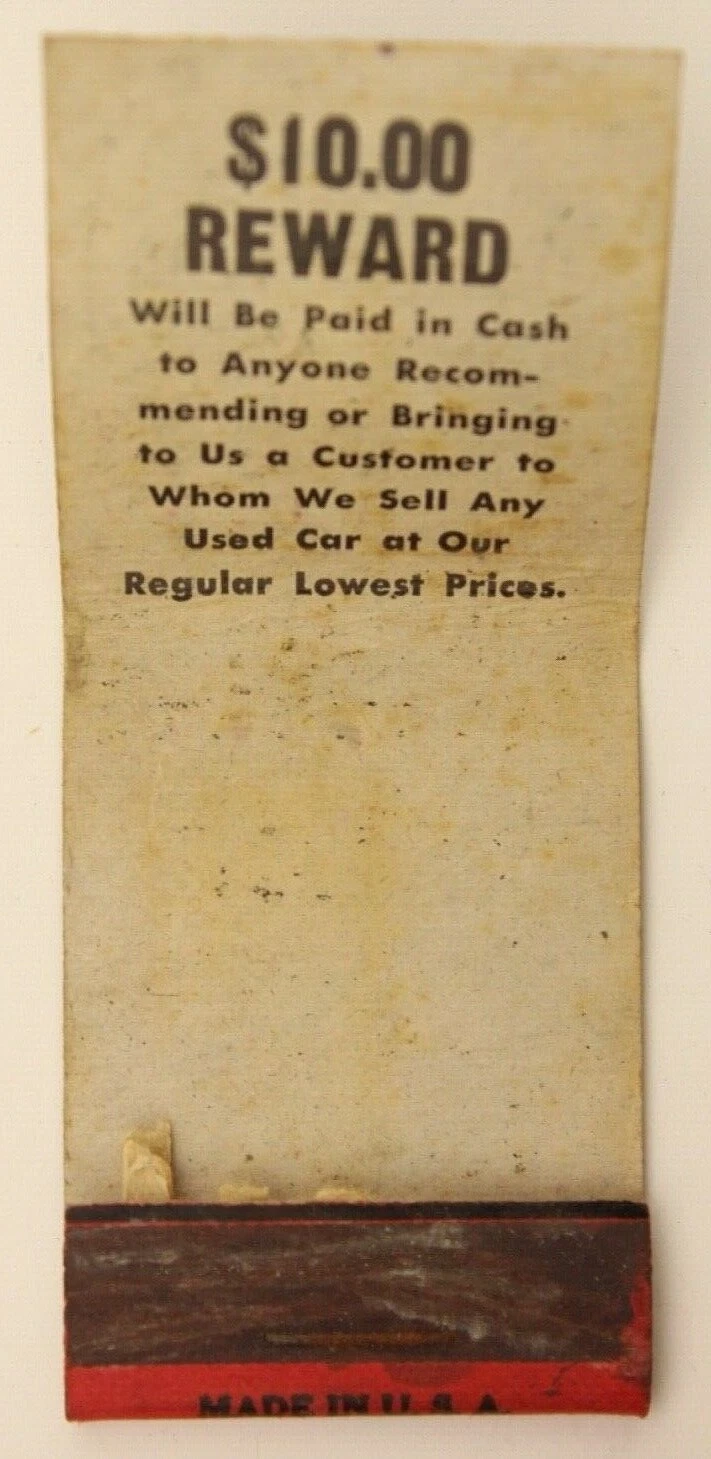 $10.00
REWARD
Will Be Paid in Cash
to Anyone Recom-
mending or Bringing
to Us a Customer to
Whom We Sell Any
Used Car at Our
Regular Lowest Prices.
MADE IN U. S. A.